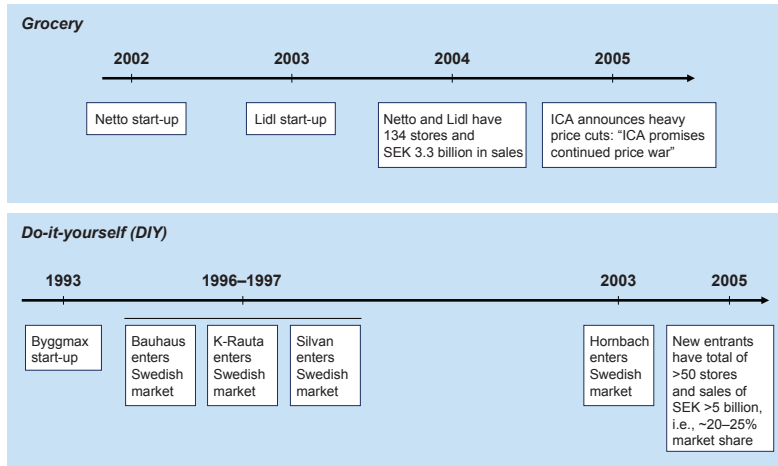 Grocery
2002
2003
2004
2005
Netto start-up
Lidl start-up
Netto and Lidl have
134 stores and
SEK 3.3 billion in sales
ICA announces heavy
price cuts: “ICA promises
continued price war”
Do-it-yourself (DIY)
1993
1996–1997
2003
2005
Byggmax
start-up
Bauhaus
enters
Swedish
market
K-Rauta
enters
Swedish
market
Silvan
enters
Swedish
market
Hornbach
enters
Swedish
market
New entrants
have total of
>50 stores
and sales of
SEK >5 billion,
i.e., ~20–25%
market share